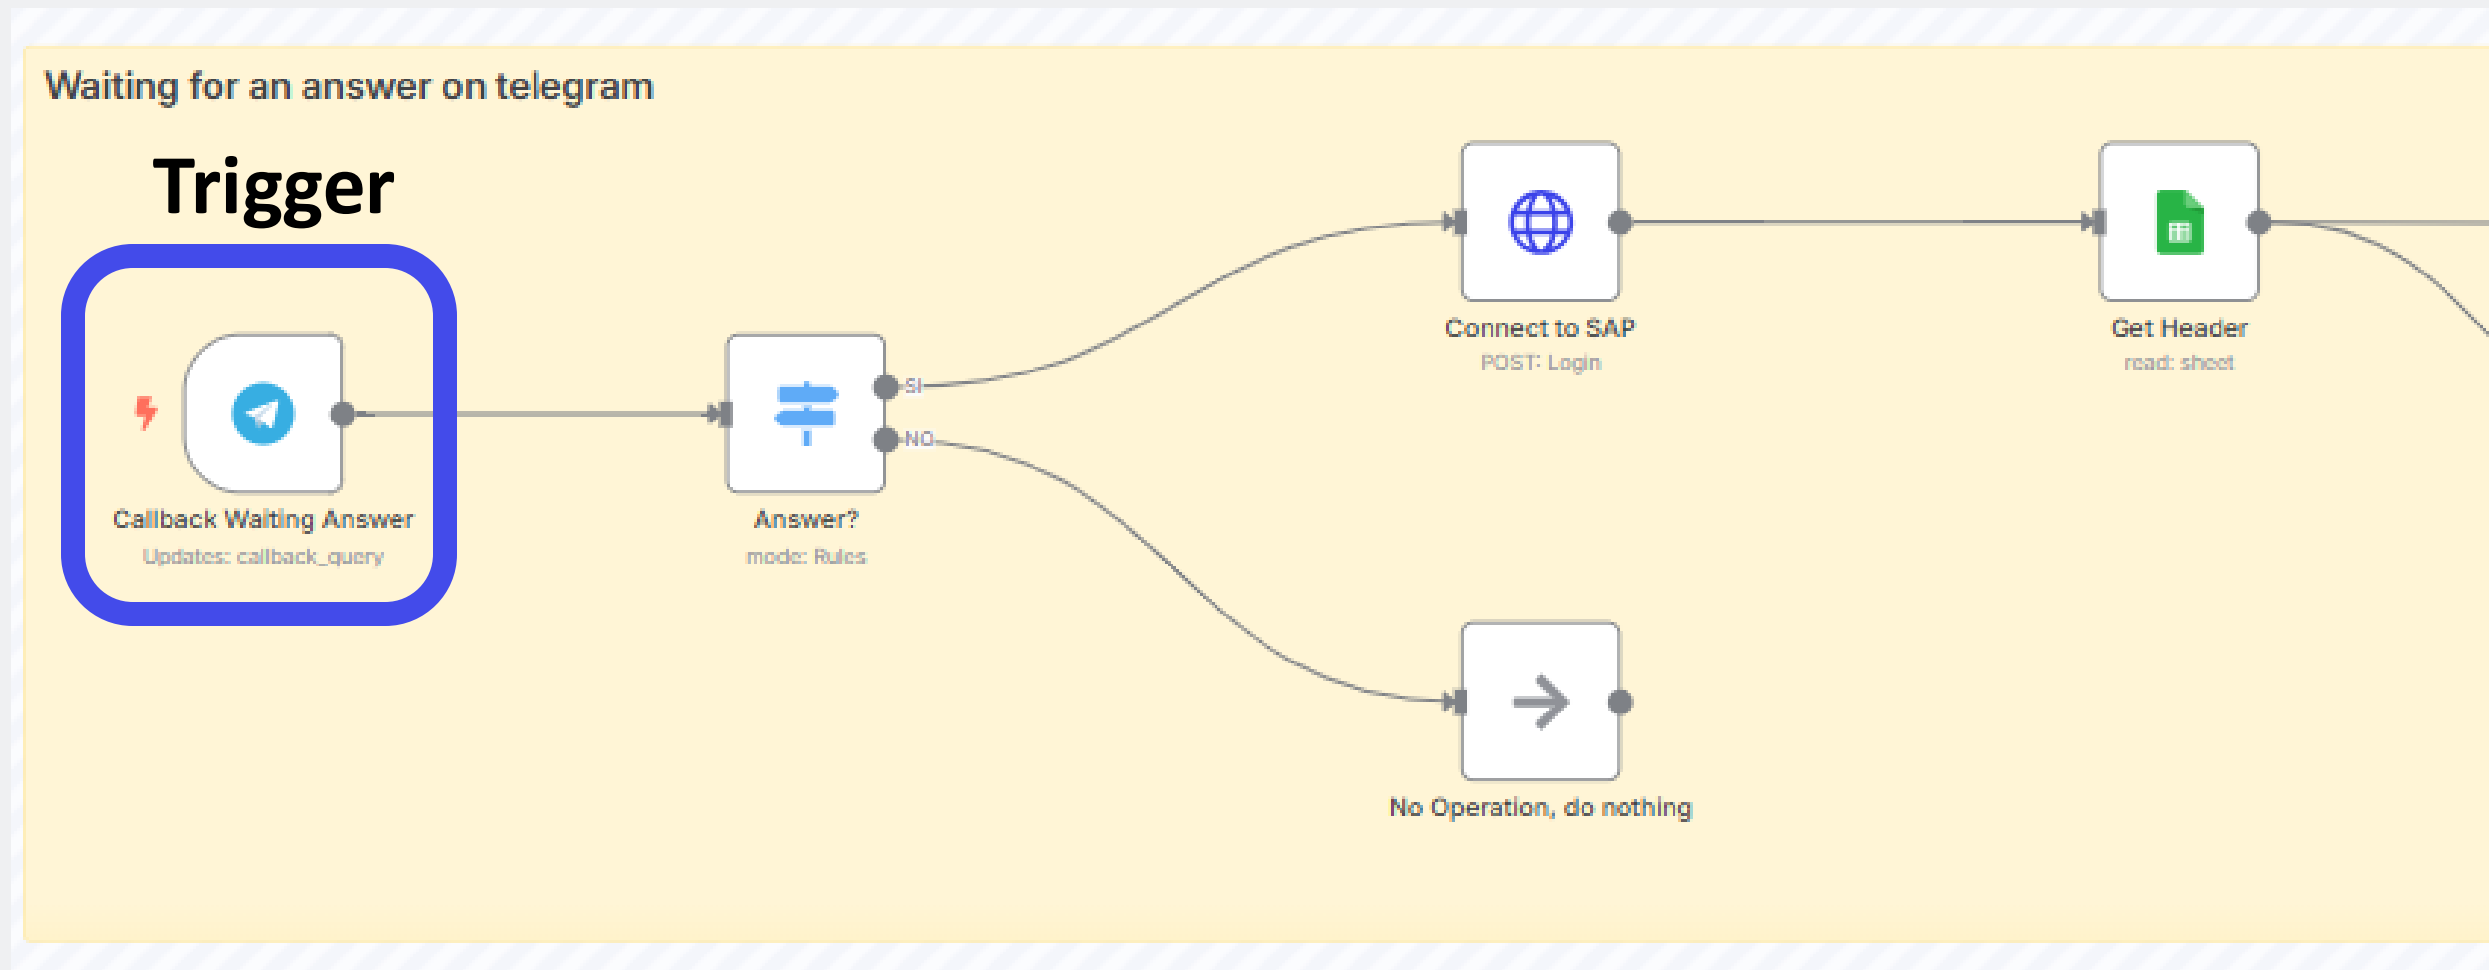 Waiting for an answer on telegram
Trigger
Callback Waiting Answer
Updates: callback_query
Answer?
mode: Rules
SI
NO
Connect to SAP
POST: Login
Get Header
read: sheet
No Operation, do nothing